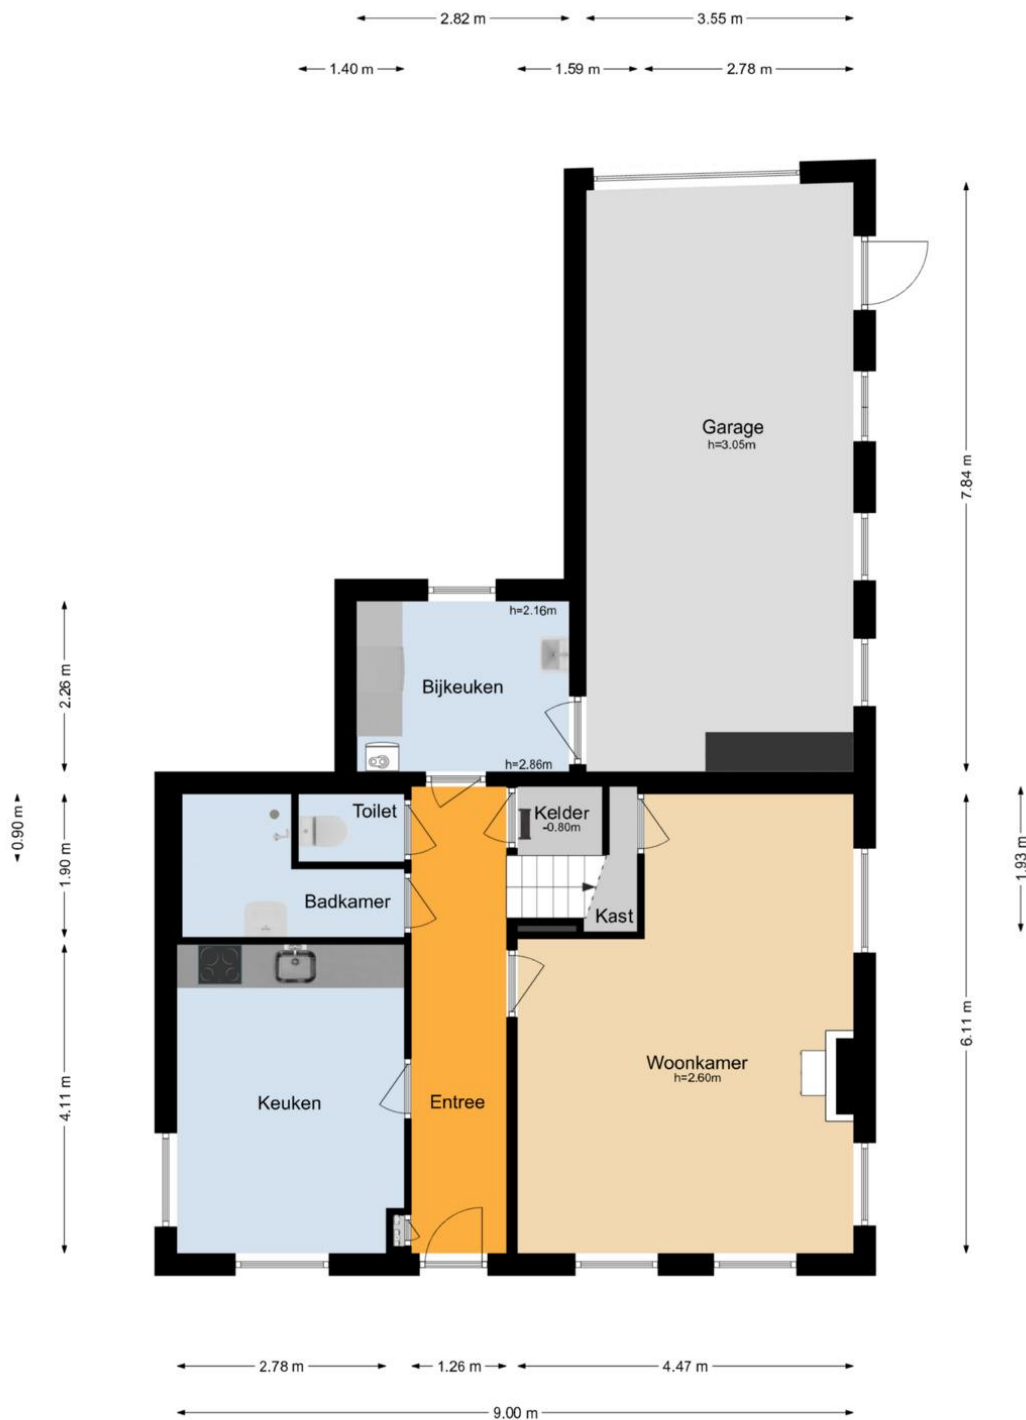 2.82 m
3.55 m
1.40 m
1.59 m
2.78 m
Garage
h=3.05m
7.84 m
h=2.16m
Bijkeuken
2.26 m
h=2.86m
Toilet
Kelder
-0.80m
0.90 m
1.90 m
1.93 m
Badkamer
Kast
Woonkamer
h=2.60m
6.11 m
Keuken
Entree
4.11 m
2.78 m
1.26 m
4.47 m
9.00 m